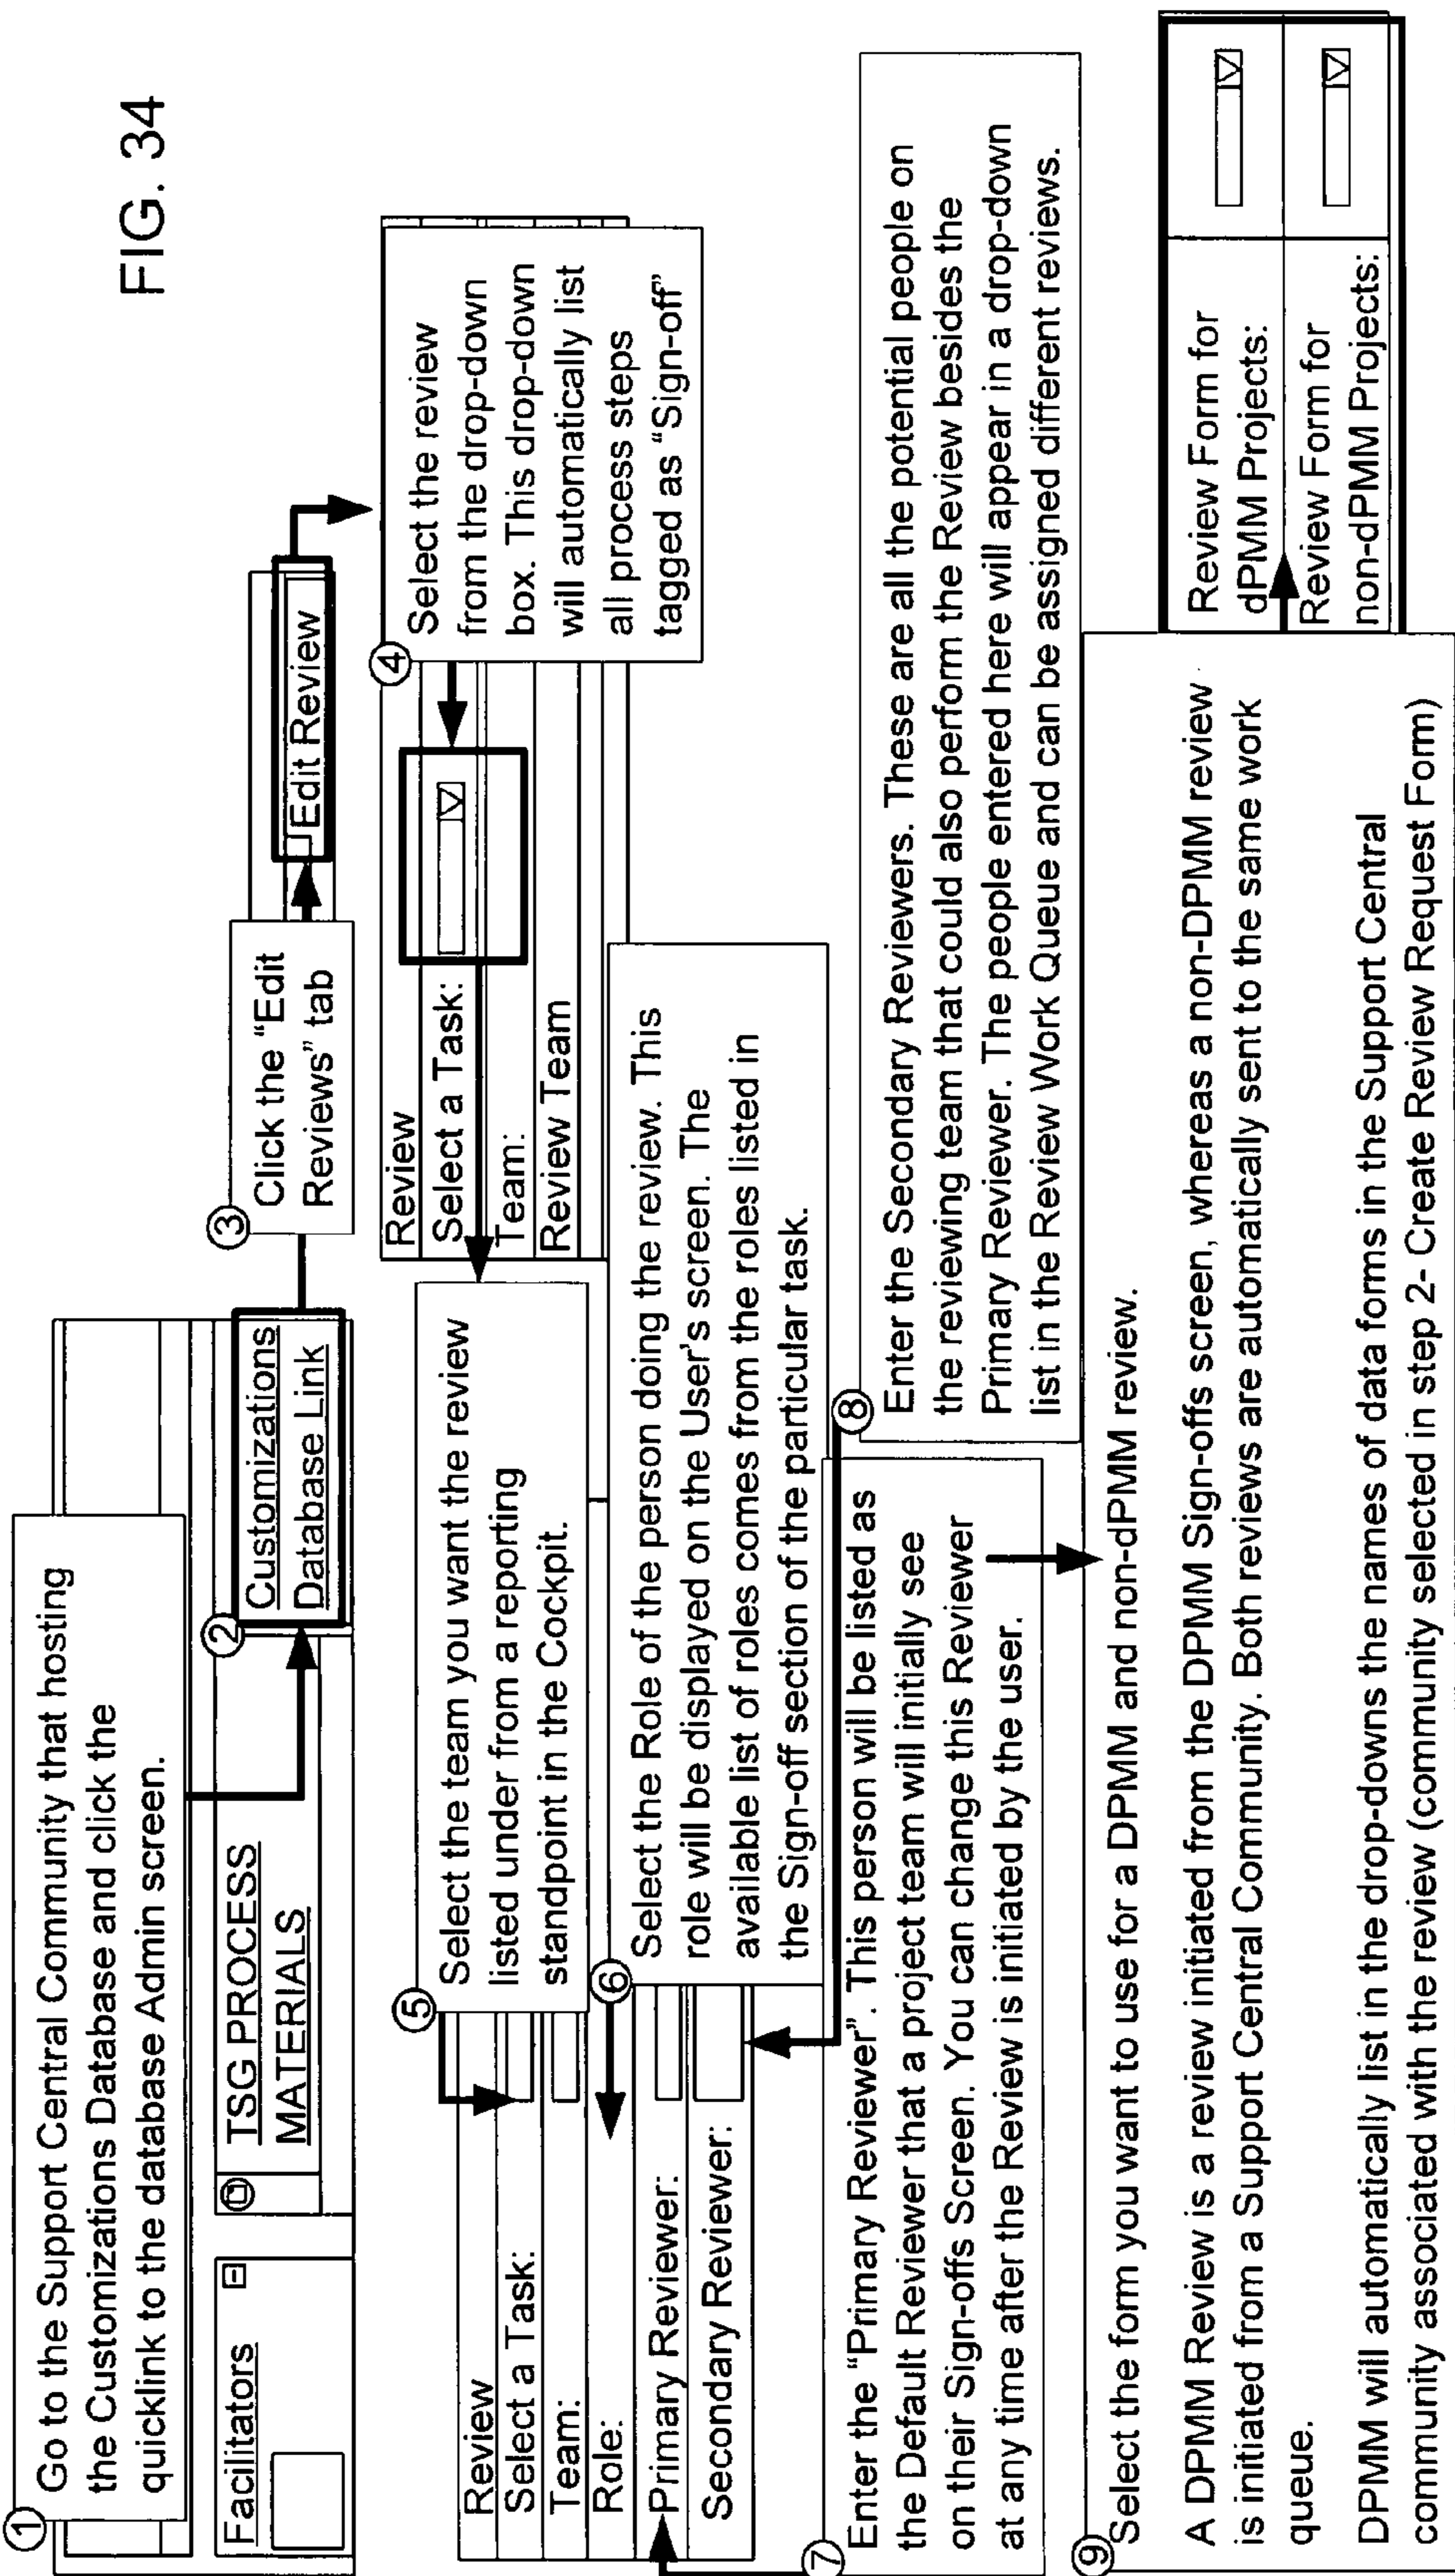 FIG. 34
① Go to the Support Central Community that hosting
the Customizations Database and click the
quicklink to the database Admin screen.
Facilitators
TSG PROCESS
MATERIALS
② Customizations
Database Link
③ Click the “Edit
Reviews” tab
Edit Review
④ Select the review
from the drop-down
box. This drop-down
will automatically list
all process steps
tagged as “Sign-off”
Review
Select a Task:
Team:
Review Team
⑤ Select the team you want the review
listed under from a reporting
standpoint in the Cockpit.
Review
Select a Task:
Team:
Role:
Primary Reviewer:
Secondary Reviewer:
⑥ Select the Role of the person doing the review. This
role will be displayed on the User's screen. The
available list of roles comes from the roles listed in
the Sign-off section of the particular task.
⑦ Enter the “Primary Reviewer”. This person will be listed as
the Default Reviewer that a project team will initially see
on their Sign-offs Screen. You can change this Reviewer
at any time after the Review is initiated by the user.
⑧ Enter the Secondary Reviewers. These are all the potential people on
the reviewing team that could also perform the Review besides the
Primary Reviewer. The people entered here will appear in a drop-down
list in the Review Work Queue and can be assigned different reviews.
⑨ Select the form you want to use for a DPMM and non-dPMM review.
A DPMM Review is a review initiated from the DPMM Sign-offs screen, whereas a non-DPMM review
is initiated from a Support Central Community. Both reviews are automatically sent to the same work
queue.
DPMM will automatically list in the drop-downs the names of data forms in the Support Central
community associated with the review (community selected in step 2- Create Review Request Form)
Review Form for
dPMM Projects:
Review Form for
non-dPMM Projects: